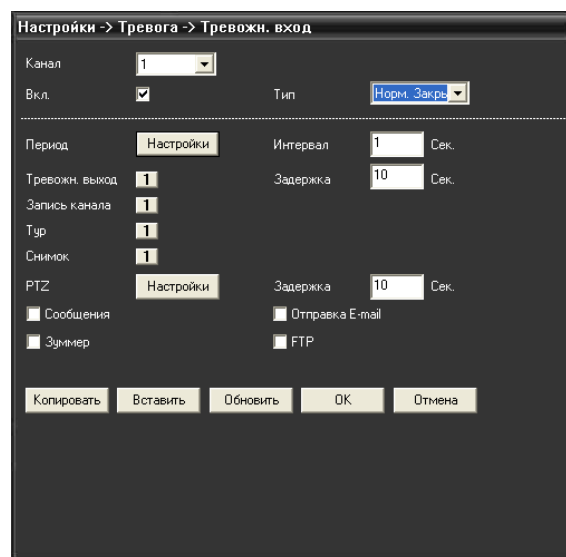 Настройки -> Тревога -> Тревожн. вход
Канал 1
Вкл. Тип Норм. Закры
Период Настройки Интервал 1 Сек.
Тревожн. выход 1 Задержка 10 Сек.
Запись канала 1
Тур 1
Снимок 1
PTZ Настройки Задержка 10 Сек.
Сообщения Отправка E-mail
Зуммер FTP
Копировать Вставить Обновить OK Отмена